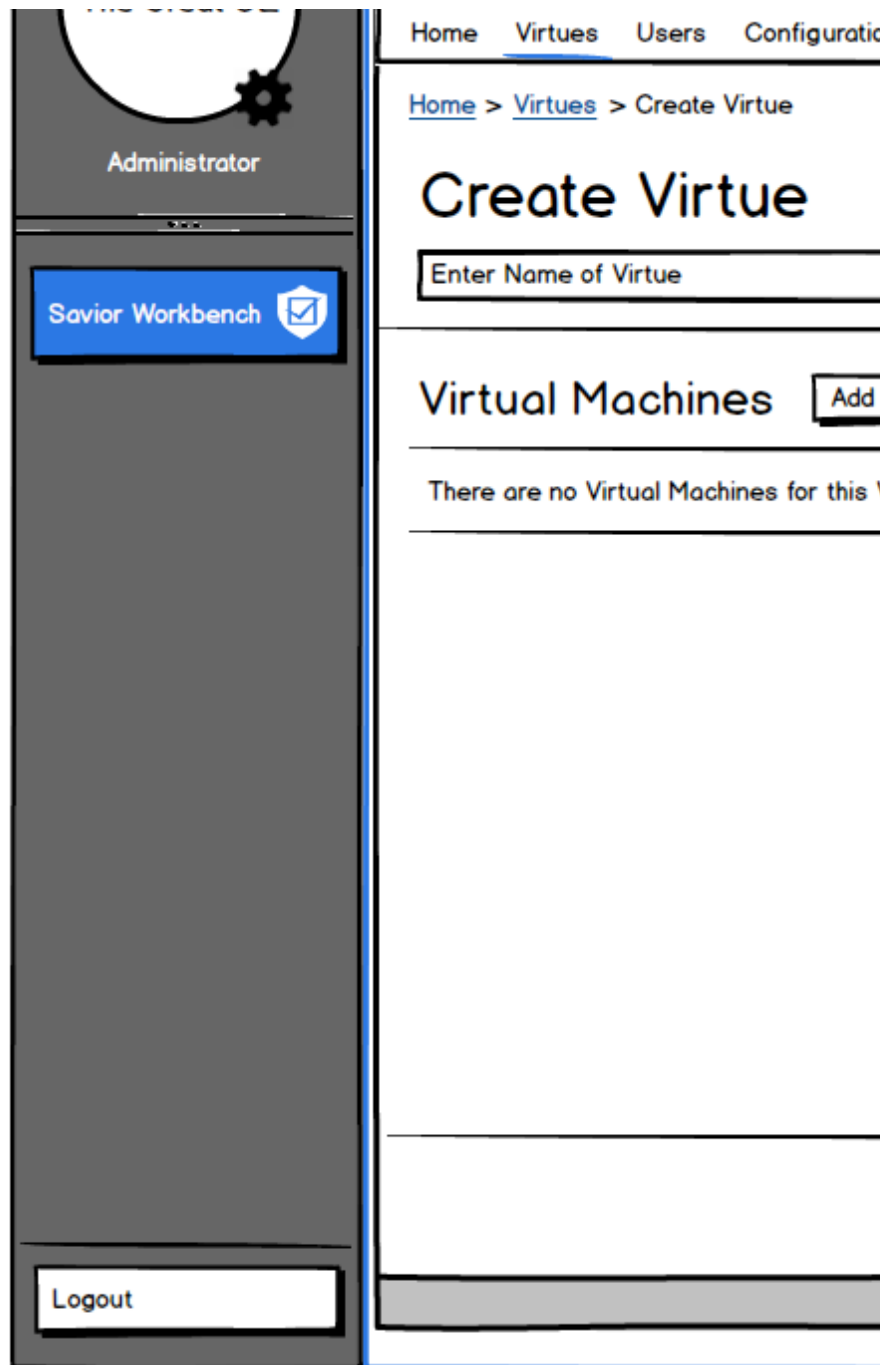 Administrator
Savior Workbench
Logout
Home Virtues Users
Home > Virtues > Create Virtue
Create Virtue
Enter Name of Virtue
Virtual Machines Add
There are no Virtual Machines for this